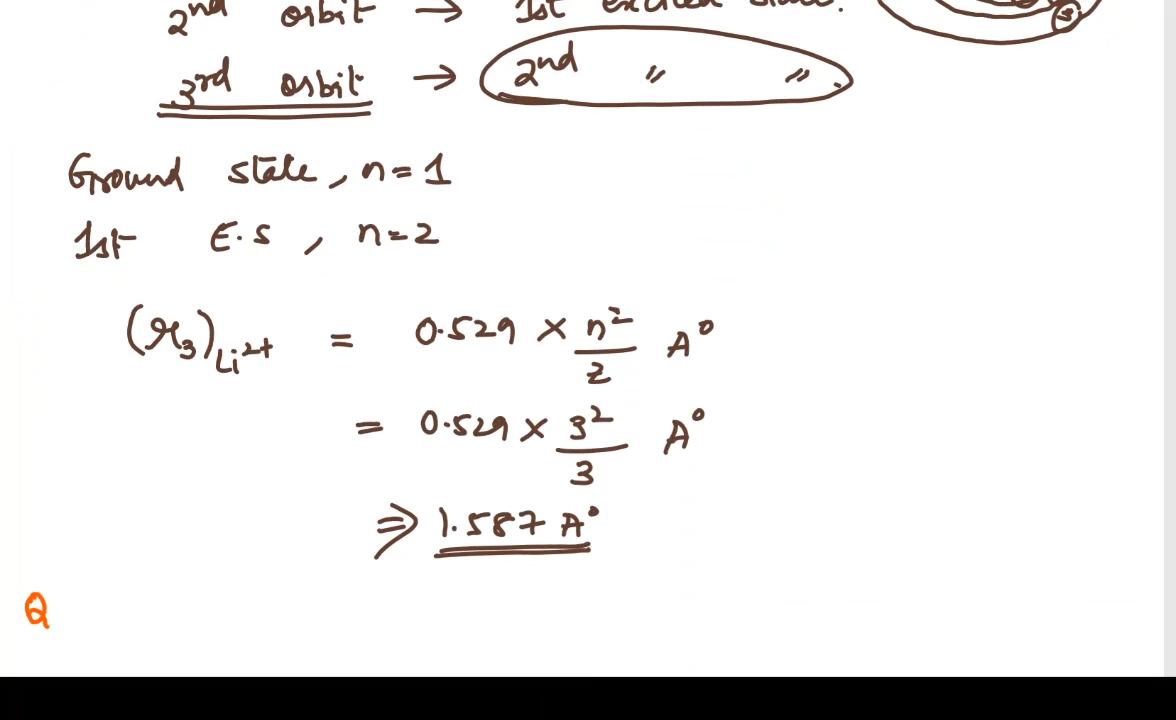 2nd orbit → 1st excited state.
3rd orbit → 2nd " " .
Ground state, n=1
1st E.S, n=2
(r₃)Li²⁺ = 0.529 × n²/z A°
= 0.529 × 3²/3 A°
⇒ 1.587 A°
Q